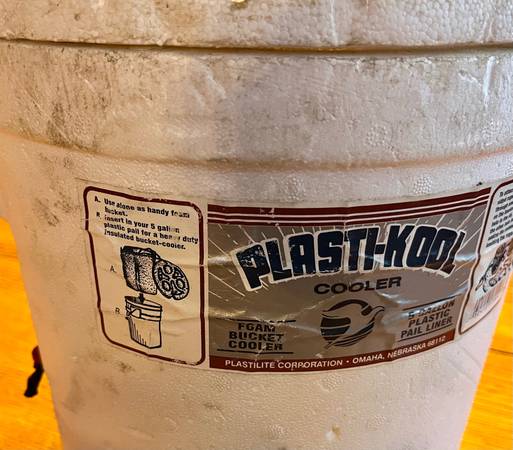 A. Use alone as handy foam
bucket.
B. Insert in your 5 gallon
plastic pail for a heavy duty
insulated bucket-cooler.
A.
B.
PLASTI-KOOL
COOLER
FOAM
BUCKET
COOLER
5 GALLON
PLASTIC
PAIL LINER
PLASTILITE CORPORATION • OMAHA, NEBRASKA 68112